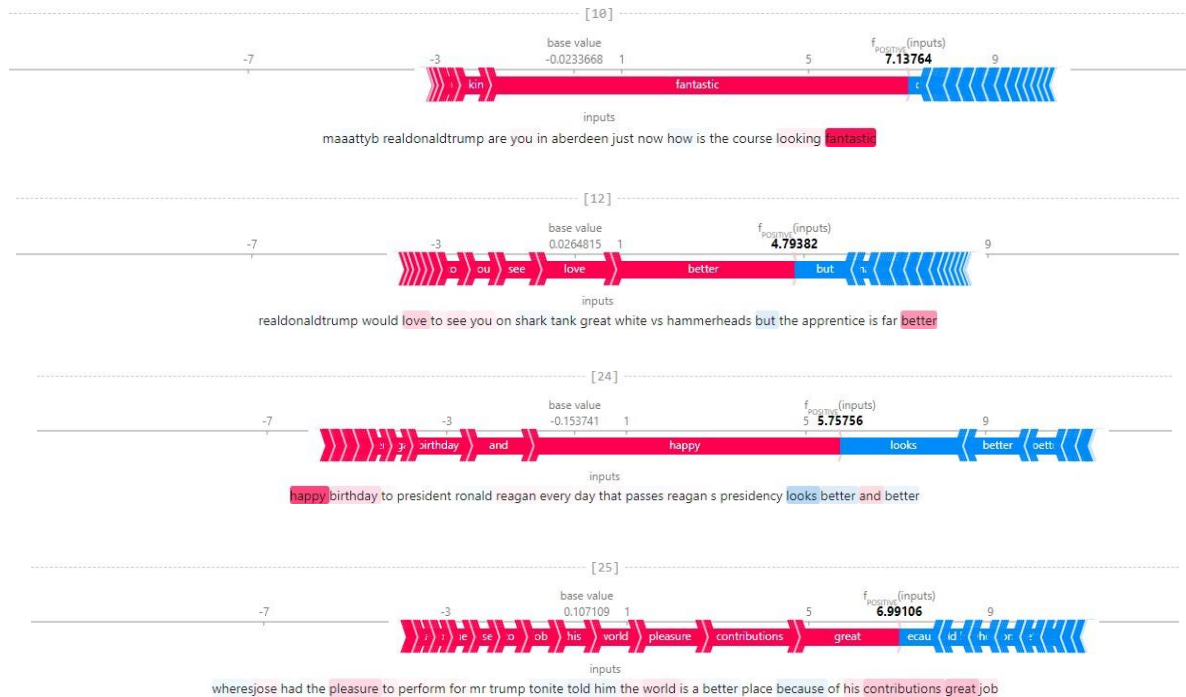 [10]
base value
f_POSITIVE(inputs)
-7 -3 -0.0233668 1 5 7.13764 9
kin fantastic
inputs
maaattyb realdonaldtrump are you in aberdeen just now how is the course looking fantastic
[12]
base value
f_POSITIVE(inputs)
-7 -3 0.0264815 1 4.79382 9
o ou see love better but
inputs
realdonaldtrump would love to see you on shark tank great white vs hammerheads but the apprentice is far better
[24]
base value
f_POSITIVE(inputs)
-7 -3 -0.153741 1 5 5.75756 9
birthday and happy looks better bett
inputs
happy birthday to president ronald reagan every day that passes reagan s presidency looks better and better
[25]
base value
f_POSITIVE(inputs)
-7 -3 0.107109 1 5 6.99106 9
se to ob his world pleasure contributions great ecau
inputs
wheresjose had the pleasure to perform for mr trump tonite told him the world is a better place because of his contributions great job